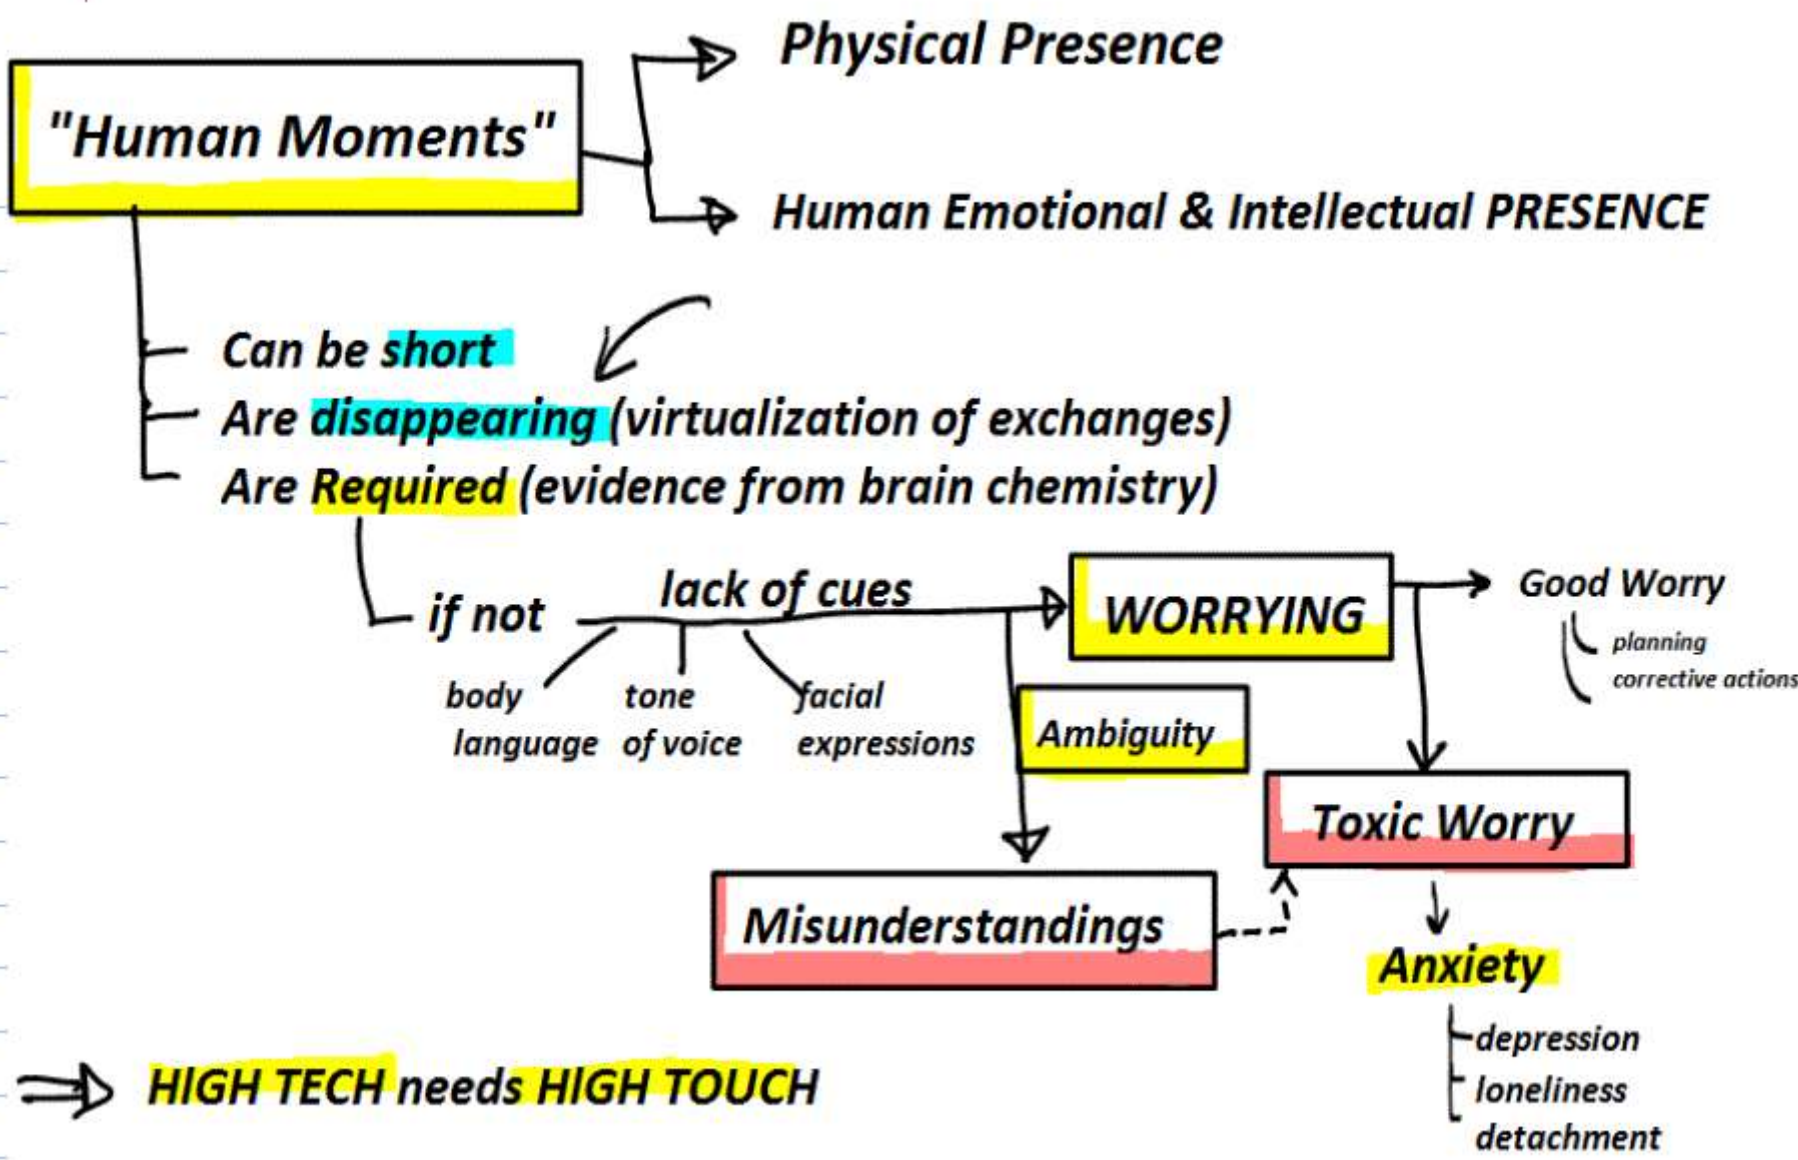 Physical Presence
"Human Moments"
Human Emotional & Intellectual PRESENCE
Can be short
Are disappearing (virtualization of exchanges)
Are Required (evidence from brain chemistry)
if not
lack of cues
body
language
tone
of voice
facial
expressions
WORRYING
Good Worry
planning
corrective actions
Ambiguity
Toxic Worry
Misunderstandings
Anxiety
depression
loneliness
detachment
HIGH TECH needs HIGH TOUCH